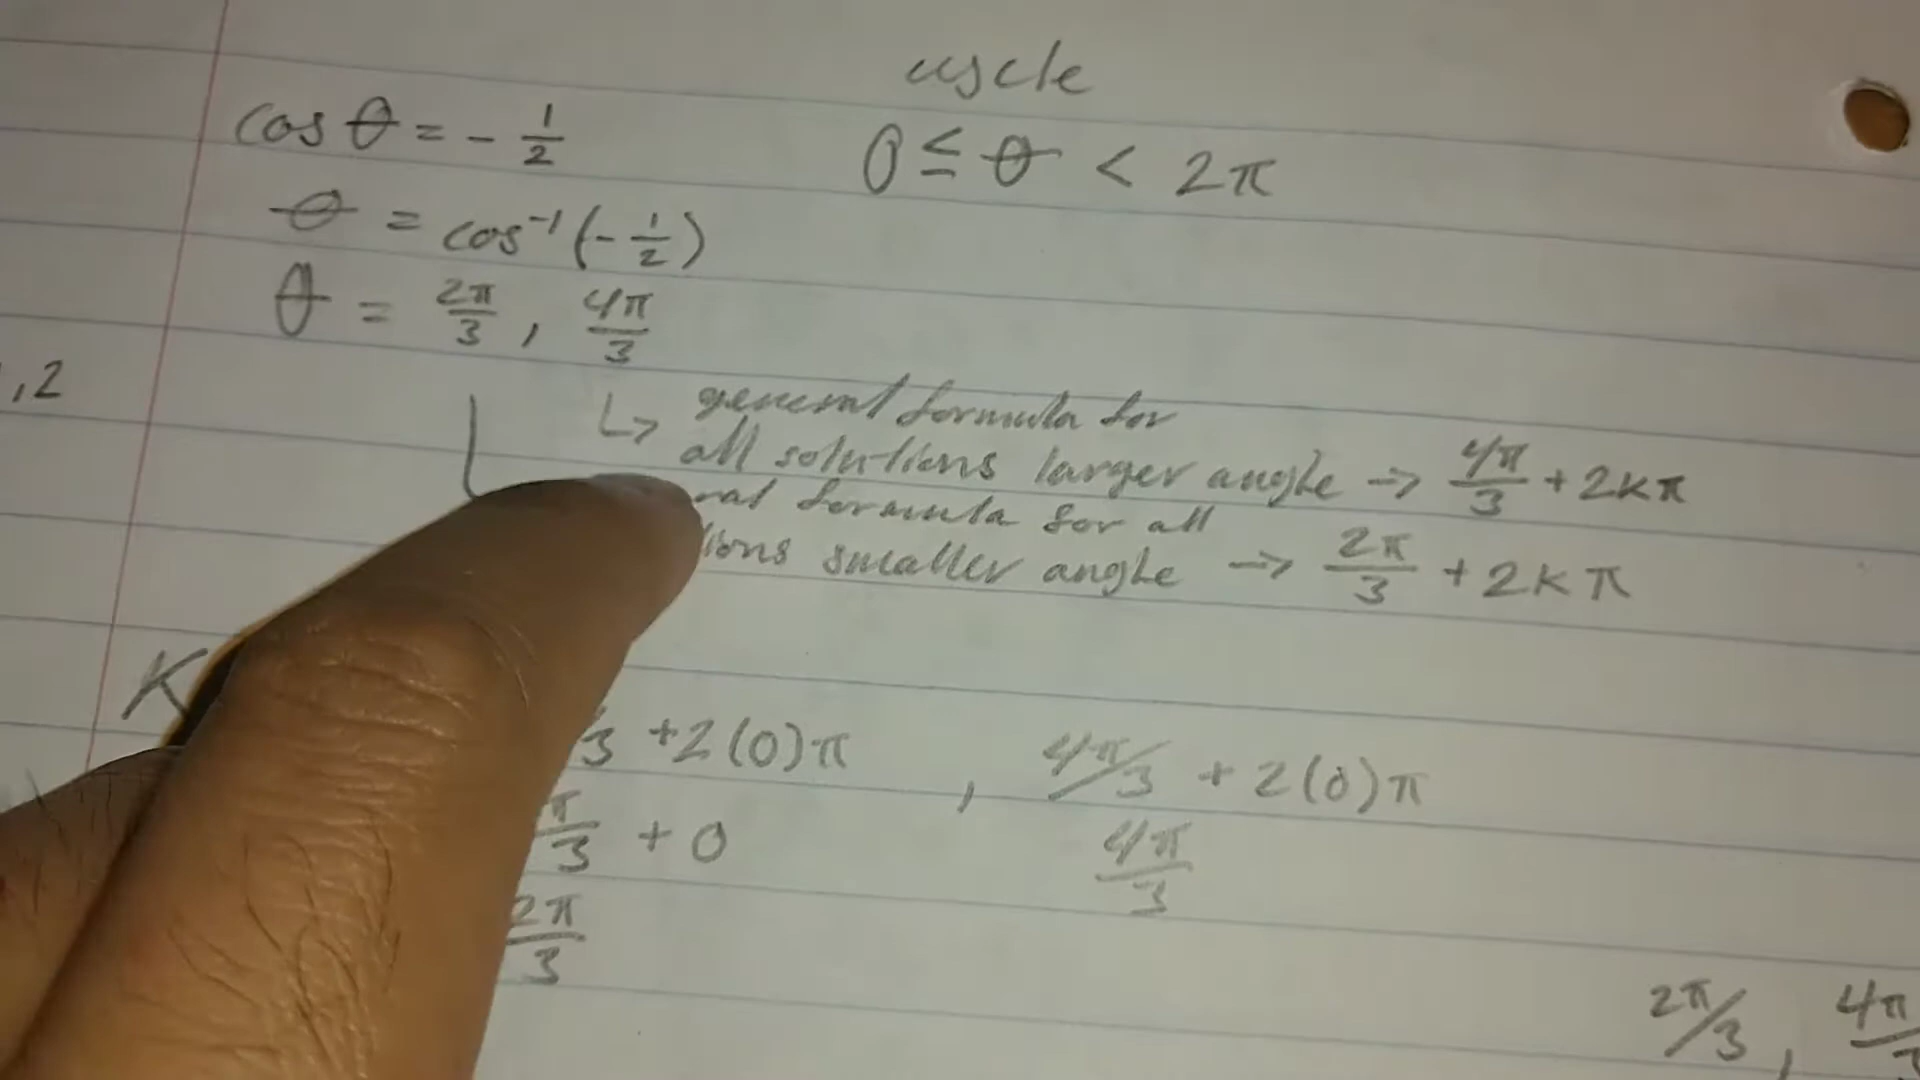 cos θ = - 1/2
0 ≤ θ < 2π
θ = cos⁻¹(-1/2)
θ = 2π/3 , 4π/3
,2
↳ general formula for
all solutions larger angle → 4π/3 + 2kπ
formula for all
smaller angle → 2π/3 + 2kπ
K
3 + 2(0)π , 4π/3 + 2(0)π
π/3 + 0
4π/3
2π/3
2π/3 , 4π